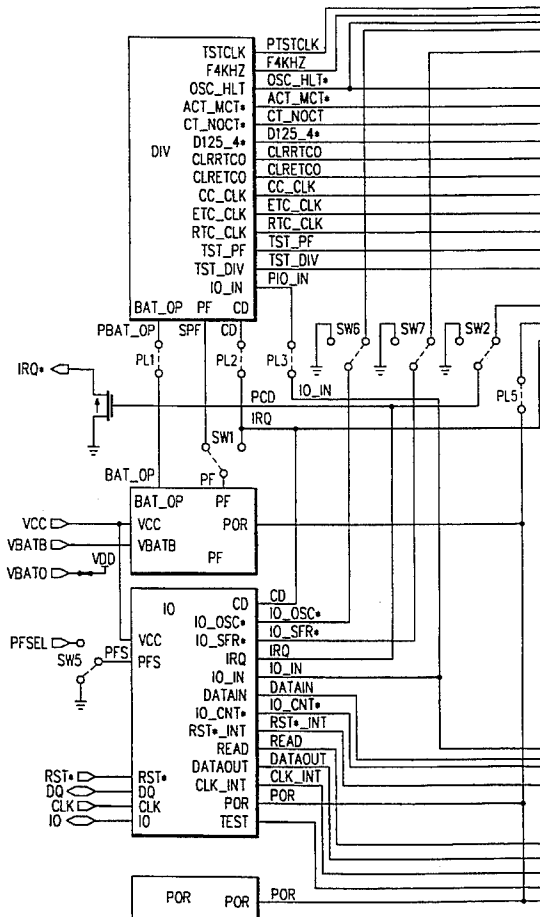 TSTCLK PTSTCLK
F4KHZ F4KHZ
OSC_HLT OSC_HLT*
ACT_MCT* ACT_MCT*
CT_NOCT* CT_NOCT
DIV D125_4* D125_4*
CLRRTCO CLRRTCO
CLRETCO CLRETCO
CC_CLK CC_CLK
ETC_CLK ETC_CLK
RTC_CLK RTC_CLK
TST_PF TST_PF
TST_DIV TST_DIV
IO_IN PIO_IN
BAT_OP PF CD
PBAT_OP SPF CD SW6 SW7 SW2
PL1 PL2 PL3
IRQ* IO_IN
PCD PL5
IRQ
SW1
BAT_OP PF
BAT_OP PF
VCC VCC POR
VBATB VBATB
VDD PF
VBATO
IO CD CD
IO_OSC* IO_OSC*
PFSEL VCC IO_SFR* IO_SFR*
SW5 PFS PFS IRQ IRQ
IO_IN IO_IN
DATAIN DATAIN
IO_CNT* IO_CNT*
RST*_INT RST*_INT
READ READ
RST* RST* DATAOUT DATAOUT
DQ DQ CLK_INT CLK_INT
CLK CLK POR POR
IO IO TEST
POR POR POR